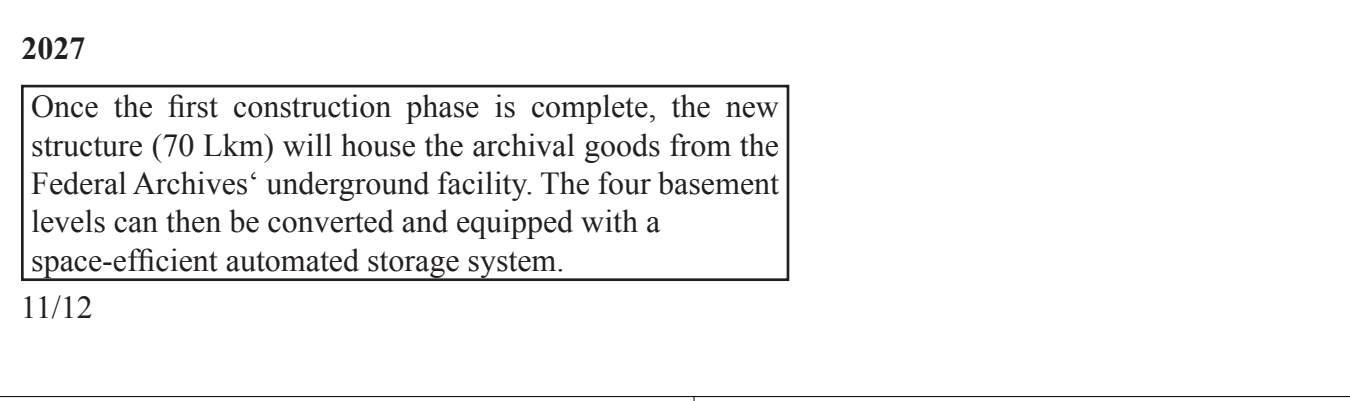 2027
Once the first construction phase is complete, the new
structure (70 Lkm) will house the archival goods from the
Federal Archives‘ underground facility. The four basement
levels can then be converted and equipped with a
space-efficient automated storage system.
11/12